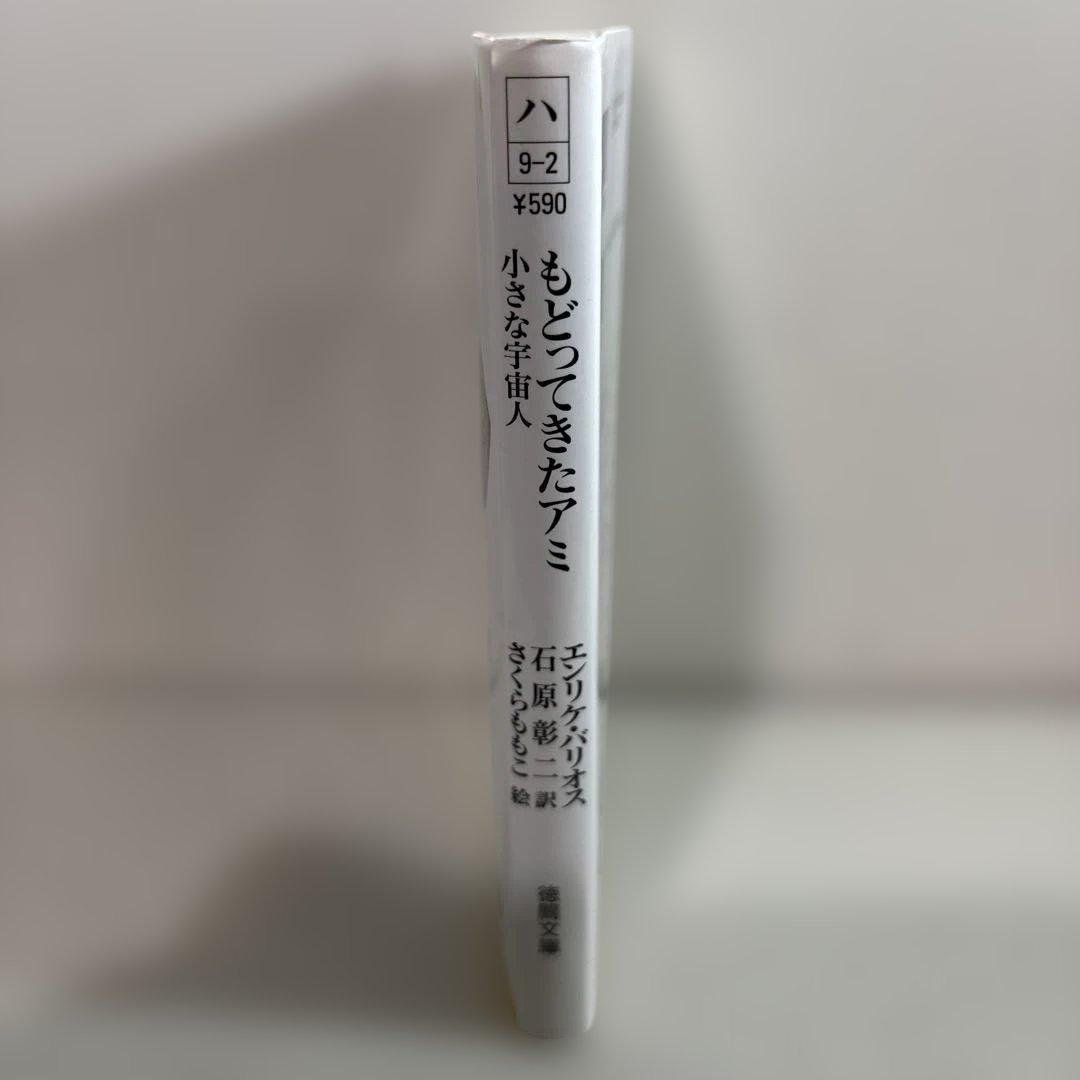 ハ
9-2
¥590
もどってきたアミ
小さな宇宙人
エンリケ・バリオス
石原彰二 訳
さくらももこ 絵
徳間文庫